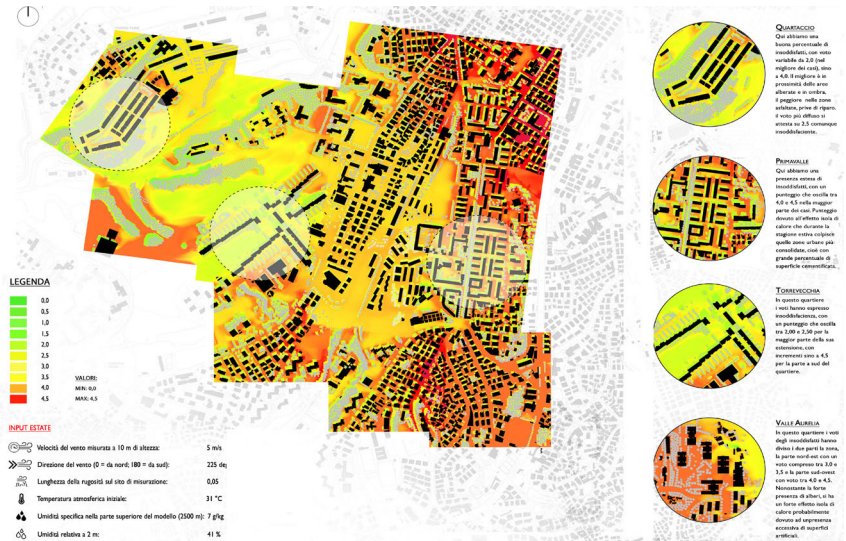 QUARTACCIO
Qui abbiamo una
buona percentuale di
insoddisfatti, con voto
variabile da 2,0 (nel
migliore dei casi), sino
a 4,0. Il migliore è in
prossimità delle aree
alberate e in ombra,
il peggiore nelle zone
asfaltate, prive di riparo.
il voto più diffuso si
attesta su 2,5 comunque
insoddisfaciente.
PRIMAVALLE
Qui abbiamo una
presenza estesa di
insoddisfatti, con un
punteggio che oscilla tra
4,0 e 4,5 nella maggior
parte dei casi. Punteggio
dovuto all'effetto isola di
calore che durante la
stagione estiva colpisce
quelle zone urbane più
consolidate, cioè con
grande percentuale di
superficie cementificata.
TORREVECCHIA
In questo quartiere
i voti hanno espresso
insoddisfacienza, con
un punteggio che oscilla
tra 2,00 e 2,50 per la
maggior parte della sua
estensione, con
incrementi sino a 4,5
per la parte a sud del
quartiere.
VALLE AURELIA
In questo quartiere i voti
degli insoddisfatti hanno
diviso i due parti la zona,
la parte nord-est con un
voto compreso tra 3,0 e
3,5 e la parte sud-ovest
con voto tra 4,0 e 4,5.
Nonostante la forte
presenza di alberi, si ha
un forte effetto isola di
calore probabilmente
dovuto ad unpresenza
eccessiva di superfici
artificiali.
LEGENDA
0,0
0,5
1,0
1,5
2,0
2,5
3,0
3,5
4,0
4,5
VALORI:
MIN: 0,0
MAX: 4,5
INPUT ESTATE
Velocità del vento misurata a 10 m di altezza: 5 m/s
Direzione del vento (0 = da nord; 180 = da sud): 225 deg
Lunghezza della rugosità sul sito di misurazione: 0,05
Temperatura atmosferica iniziale: 31 °C
Umidità specifica nella parte superiore del modello (2500 m): 7 g/kg
Umidità relativa a 2 m: 41 %